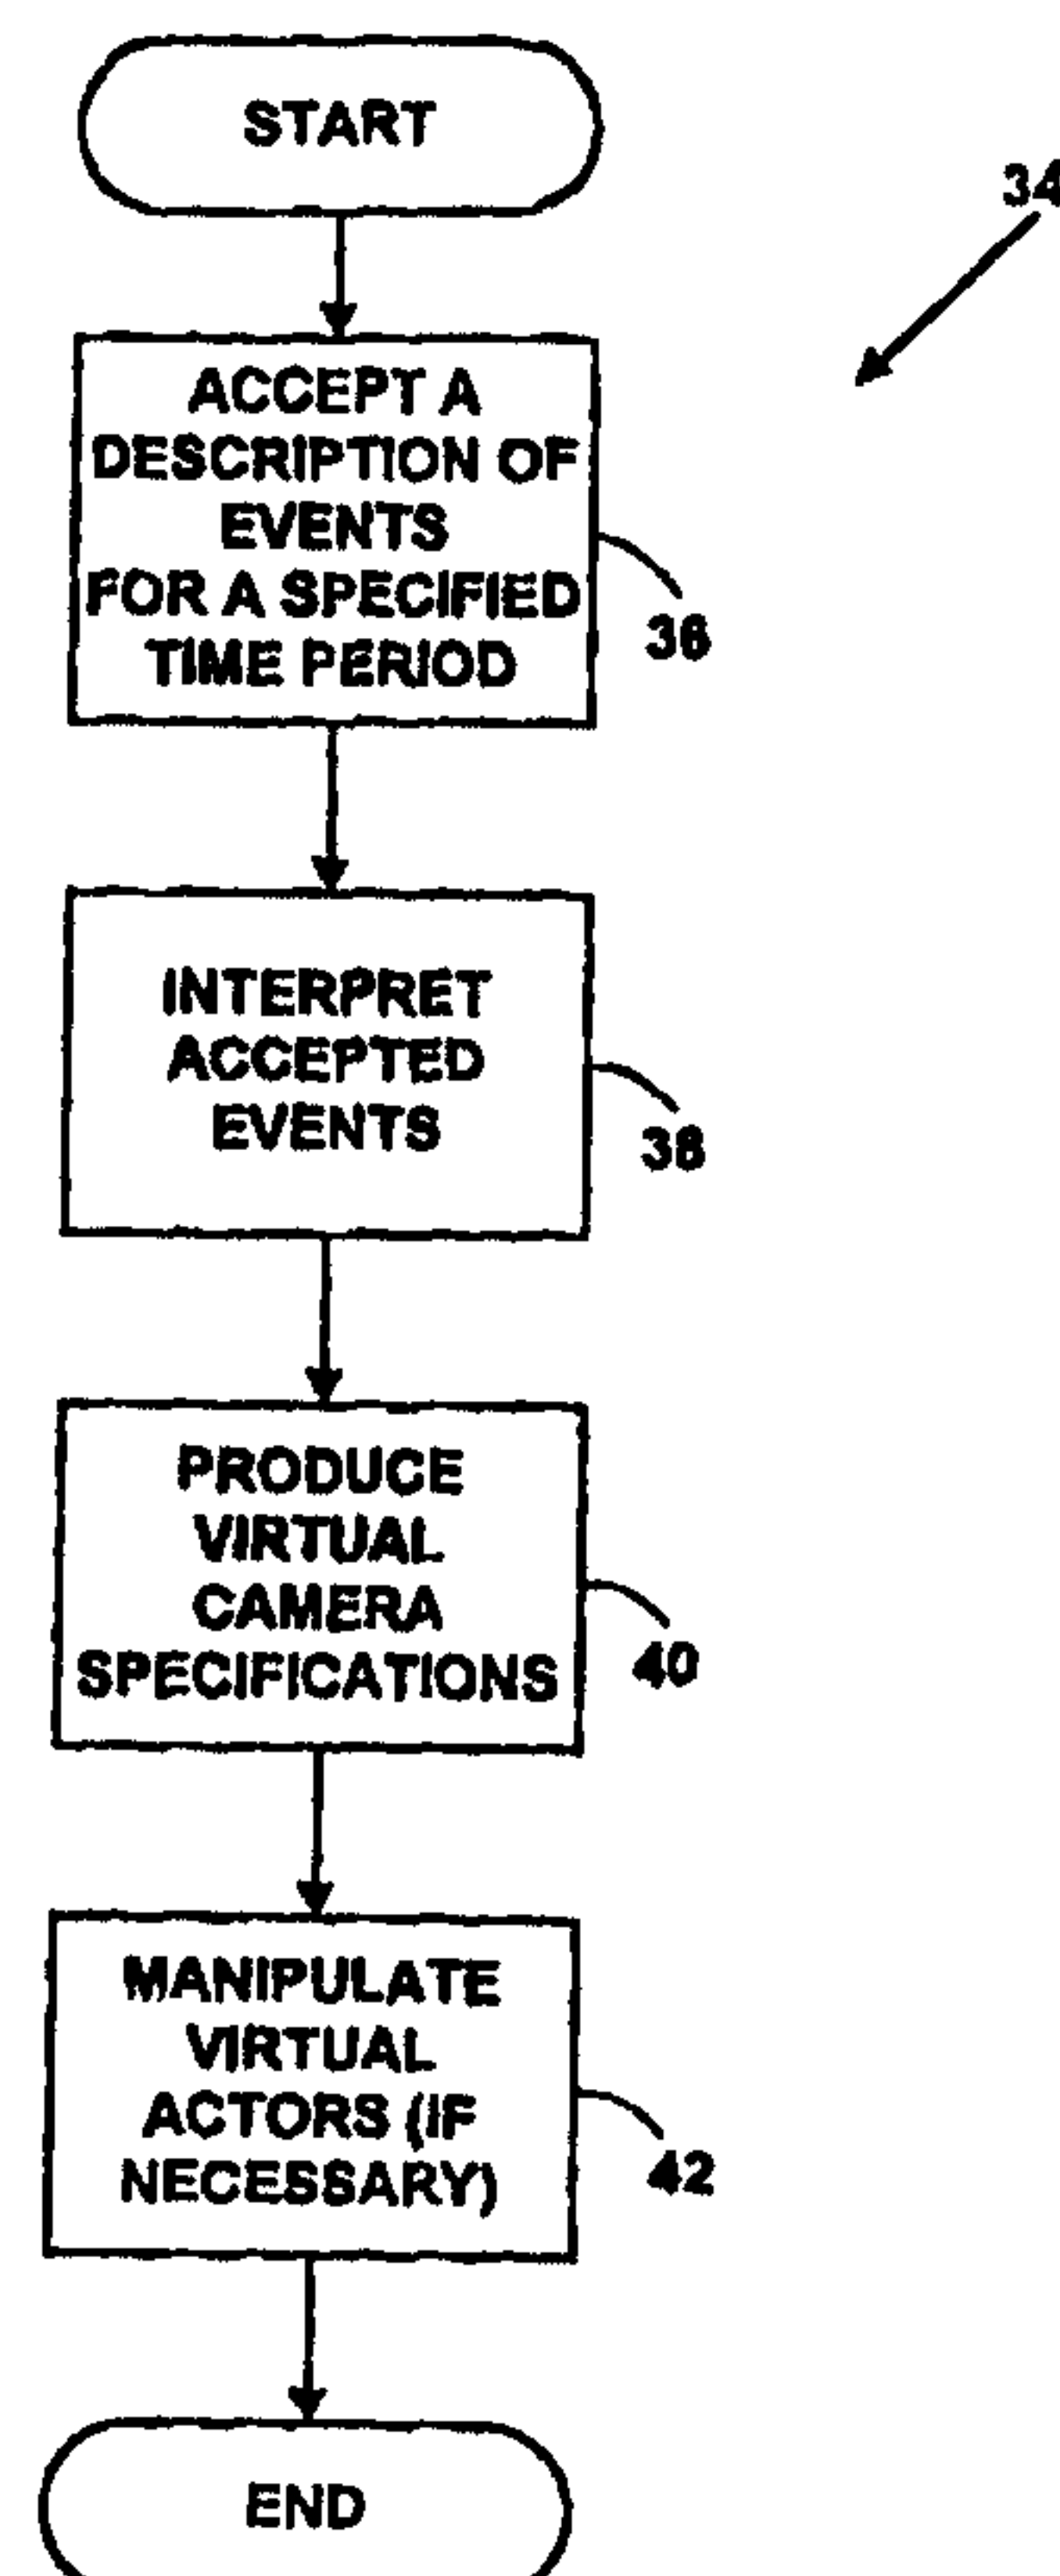 START
34
ACCEPT A
DESCRIPTION OF
EVENTS
FOR A SPECIFIED
TIME PERIOD
36
INTERPRET
ACCEPTED
EVENTS
38
PRODUCE
VIRTUAL
CAMERA
SPECIFICATIONS
40
MANIPULATE
VIRTUAL
ACTORS (IF
NECESSARY)
42
END